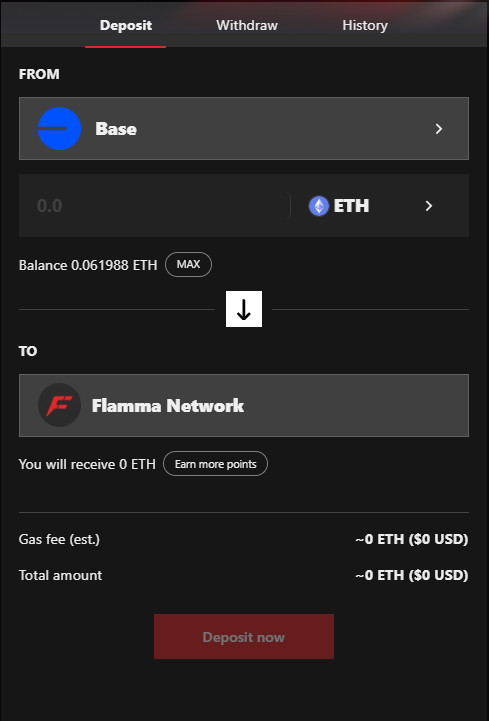 Deposit Withdraw History
FROM
Base
0.0 ETH
Balance 0.061988 ETH MAX
TO
Flamma Network
You will receive 0 ETH Earn more points
Gas fee (est.) ~0 ETH ($0 USD)
Total amount ~0 ETH ($0 USD)
Deposit now